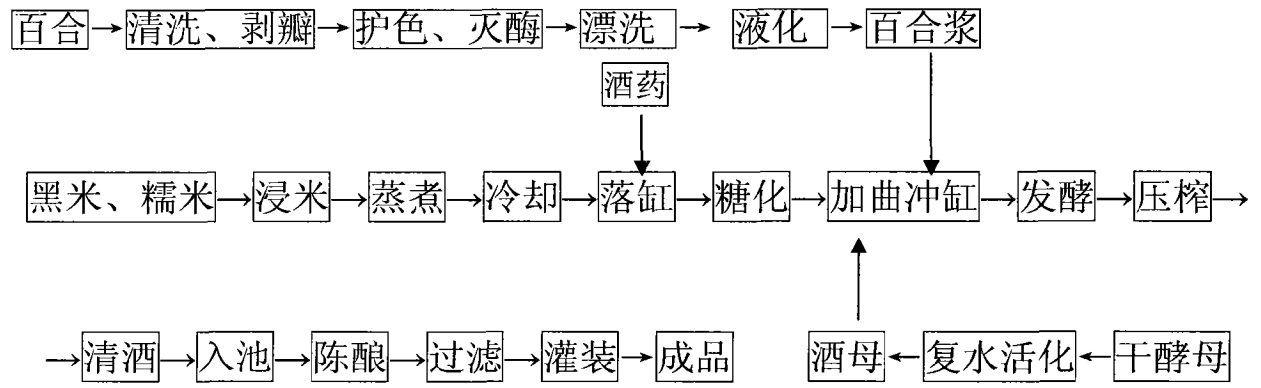 百合→清洗、剥瓣→护色、灭酶→漂洗→液化→百合浆
酒药
黑米、糯米→浸米→蒸煮→冷却→落缸→糖化→加曲冲缸→发酵→压榨→
→清酒→入池→陈酿→过滤→灌装→成品
酒母←复水活化←干酵母